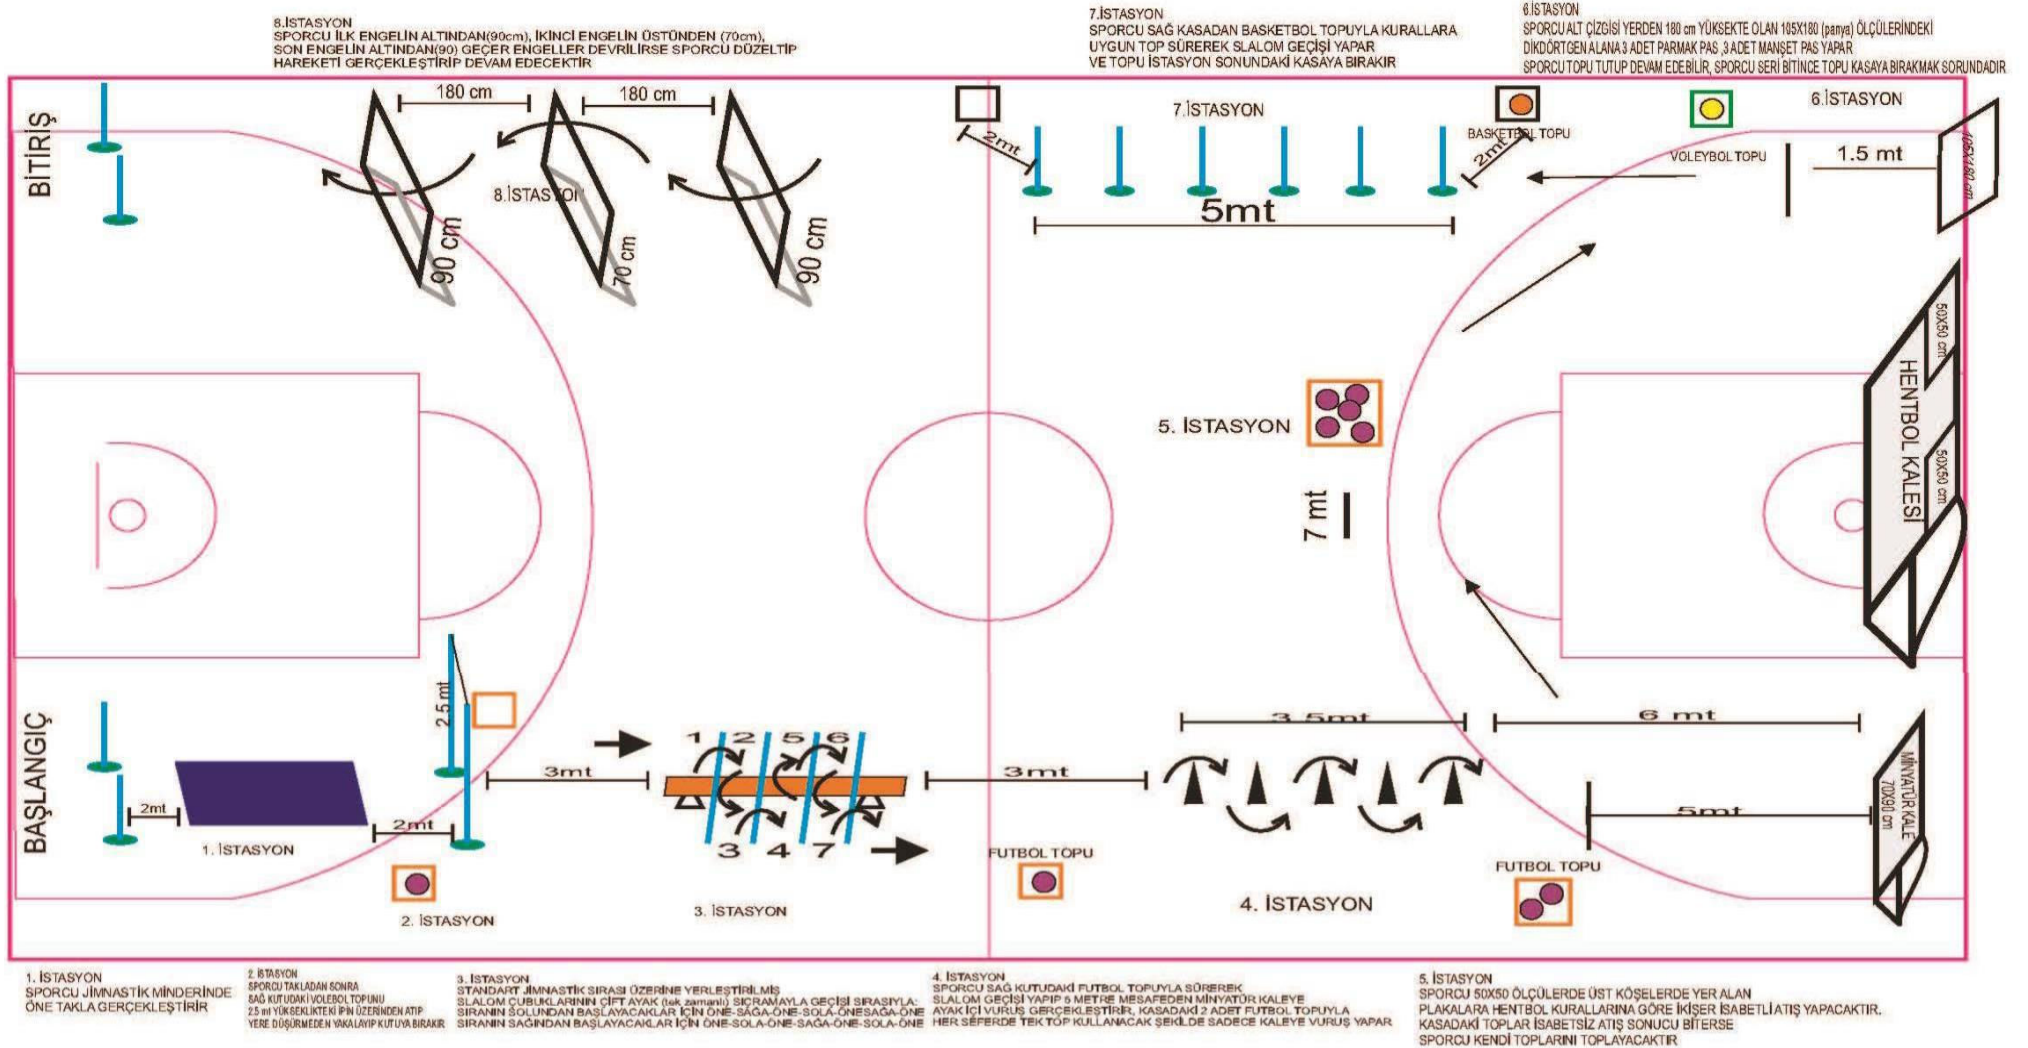 8.İSTASYON
SPORCU İLK ENGELİN ALTINDAN(90cm), İKİNCİ ENGELİN ÜSTÜNDEN (70cm),
SON ENGELİN ALTINDAN(90) GEÇER ENGELLER DEVRİLİRSE SPORCU DÜZELTİP
HAREKETİ GERÇEKLEŞTİRİP DEVAM EDECEKTİR
7.İSTASYON
SPORCU SAĞ KASADAN BASKETBOL TOPUYLA KURALLARA
UYGUN TOP SÜREREK SLALOM GEÇİŞİ YAPAR
VE TOPU İSTASYON SONUNDAKİ KASAYA BIRAKIR
6.İSTASYON
SPORCU ALT ÇİZGİSİ YERDEN 180 cm YÜKSEKTE OLAN 105X180 (panya) ÖLÇÜLERİNDEKİ
DİKDÖRTGEN ALANA 3 ADET PARMAK PAS ,3 ADET MANŞET PAS YAPAR
SPORCU TOPU TUTUP DEVAM EDEBİLİR, SPORCU SERİ BİTİNCE TOPU KASAYA BIRAKMAK SORUNDADIR
BİTİRİŞ
180 cm
180 cm
8.İSTASYON
90 cm
70 cm
90 cm
2mt
7.İSTASYON
BASKETBOL TOPU
2mt
5mt
6.İSTASYON
VOLEYBOL TOPU
1.5 mt
105X180 cm
5. İSTASYON
7 mt
HENTBOL KALESİ
50X50 cm
50X50 cm
BAŞLANGIÇ
2mt
1. İSTASYON
2mt
2.5 mt
2. İSTASYON
3mt
1 2 5 6
3 4 7
3. İSTASYON
3mt
FUTBOL TOPU
3.5mt
4. İSTASYON
6 mt
5mt
FUTBOL TOPU
MİNYATÜR KALE
70X90 cm
1. İSTASYON
SPORCU JİMNASTİK MİNDERİNDE
ÖNE TAKLA GERÇEKLEŞTİRİR
2. İSTASYON
SPORCU TAKLADAN SONRA
SAĞ KUTUDAKİ VOLEBOL TOPUNU
2.5 mt YÜKSEKLİKTEKİ İPİN ÜZERİNDEN ATIP
YERE DÜŞÜRMEDEN YAKALAYIP KUTUYA BIRAKIR
3. İSTASYON
STANDART JİMNASTİK SIRASI ÜZERİNE YERLEŞTİRİLMİŞ
SLALOM ÇUBUKLARININ ÇİFT AYAK (tek zamanlı) SIÇRAMAYLA GEÇİŞİ SIRASIYLA:
SIRANIN SOLUNDAN BAŞLAYACAKLAR İÇİN ÖNE-SAĞA-ÖNE-SOLA-ÖNESAĞA-ÖNE
SIRANIN SAĞINDAN BAŞLAYACAKLAR İÇİN ÖNE-SOLA-ÖNE-SAĞA-ÖNE-SOLA-ÖNE
4. İSTASYON
SPORCU SAĞ KUTUDAKİ FUTBOL TOPUYLA SÜREREK
SLALOM GEÇİŞİ YAPIP 5 METRE MESAFEDEN MİNYATÜR KALEYE
AYAK İÇİ VURUŞ GERÇEKLEŞTİRİR, KASADAKİ 2 ADET FUTBOL TOPUYLA
HER SEFERDE TEK TOP KULLANACAK ŞEKİLDE SADECE KALEYE VURUŞ YAPAR
5. İSTASYON
SPORCU 50X50 ÖLÇÜLERDE ÜST KÖŞELERDE YER ALAN
PLAKALARA HENTBOL KURALLARINA GÖRE İKİŞER İSABETLİ ATIŞ YAPACAKTIR.
KASADAKİ TOPLAR İSABETSİZ ATIŞ SONUCU BİTERSE
SPORCU KENDİ TOPLARINI TOPLAYACAKTIR